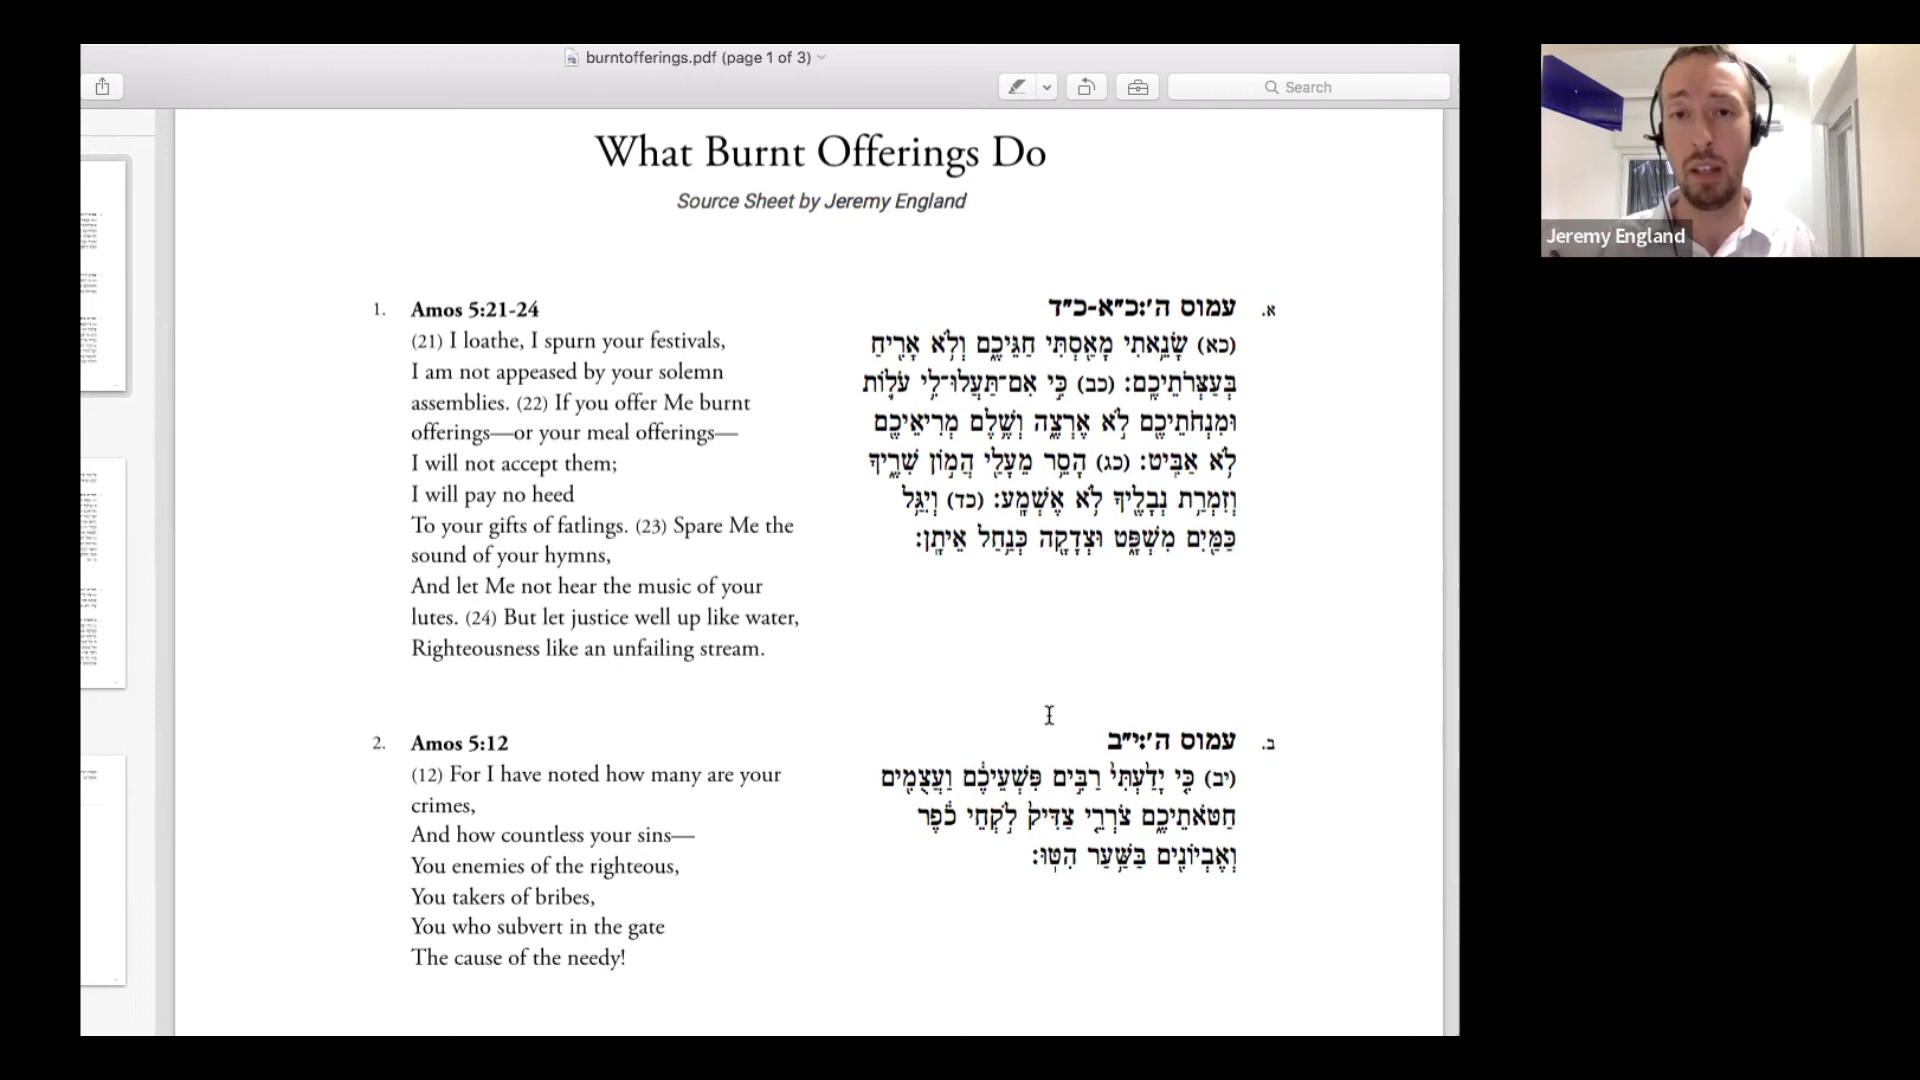 burntofferings.pdf (page 1 of 3)
Search
What Burnt Offerings Do
Source Sheet by Jeremy England
1. Amos 5:21-24
(21) I loathe, I spurn your festivals,
I am not appeased by your solemn
assemblies. (22) If you offer Me burnt
offerings—or your meal offerings—
I will not accept them;
I will pay no heed
To your gifts of fatlings. (23) Spare Me the
sound of your hymns,
And let Me not hear the music of your
lutes. (24) But let justice well up like water,
Righteousness like an unfailing stream.
א. עמוס ה׳:כ״א-כ״ד
(כא) שָׂנֵ֥אתִי מָאַ֖סְתִּי חַגֵּיכֶ֑ם וְלֹ֥א אָרִ֖יחַ
בְּעַצְּרֹֽתֵיכֶֽם׃ (כב) כִּ֣י אִם־תַּעֲלוּ־לִ֥י עֹל֛וֹת
וּמִנְחֹתֵיכֶ֖ם לֹ֣א אֶרְצֶ֑ה וְשֶׁ֥לֶם מְרִיאֵיכֶ֖ם
לֹ֥א אַבִּֽיט׃ (כג) הָסֵ֥ר מֵעָלַ֖י הֲמ֣וֹן שִׁרֶ֑יךָ
וְזִמְרַ֥ת נְבָלֶ֖יךָ לֹ֥א אֶשְׁמָֽע׃ (כד) וְיִגַּ֥ל
כַּמַּ֖יִם מִשְׁפָּ֑ט וּצְדָקָ֖ה כְּנַ֥חַל אֵיתָֽן׃
2. Amos 5:12
(12) For I have noted how many are your
crimes,
And how countless your sins—
You enemies of the righteous,
You takers of bribes,
You who subvert in the gate
The cause of the needy!
ב. עמוס ה׳:י״ב
(יב) כִּ֤י יָדַ֙עְתִּי֙ רַבִּ֣ים פִּשְׁעֵיכֶ֔ם וַעֲצֻמִ֖ים
חַטֹּאתֵיכֶ֑ם צֹרְרֵ֤י צַדִּיק֙ לֹ֣קְחֵי כֹ֔פֶר
וְאֶבְיוֹנִ֖ים בַּשַּׁ֥עַר הִטּֽוּ׃
Jeremy England